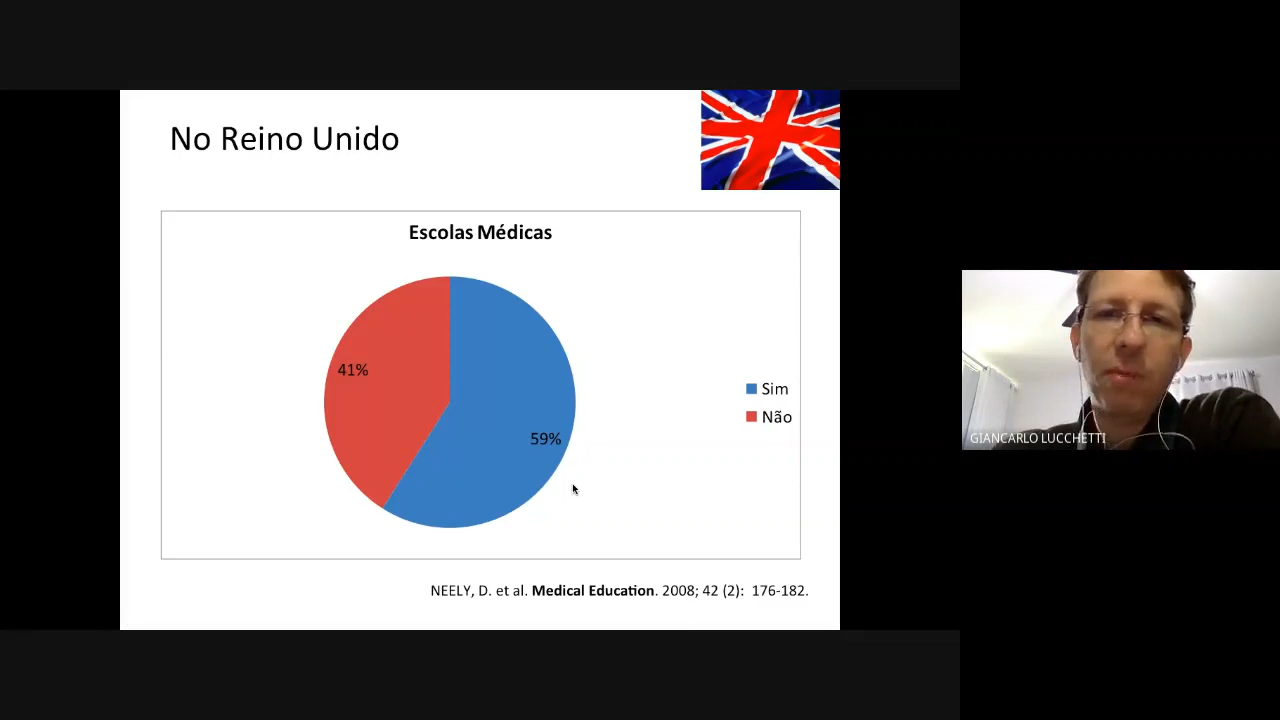 No Reino Unido
Escolas Médicas
41%
59%
Sim
Não
NEELY, D. et al. Medical Education. 2008; 42 (2): 176-182.
GIANCARLO LUCCHETTI